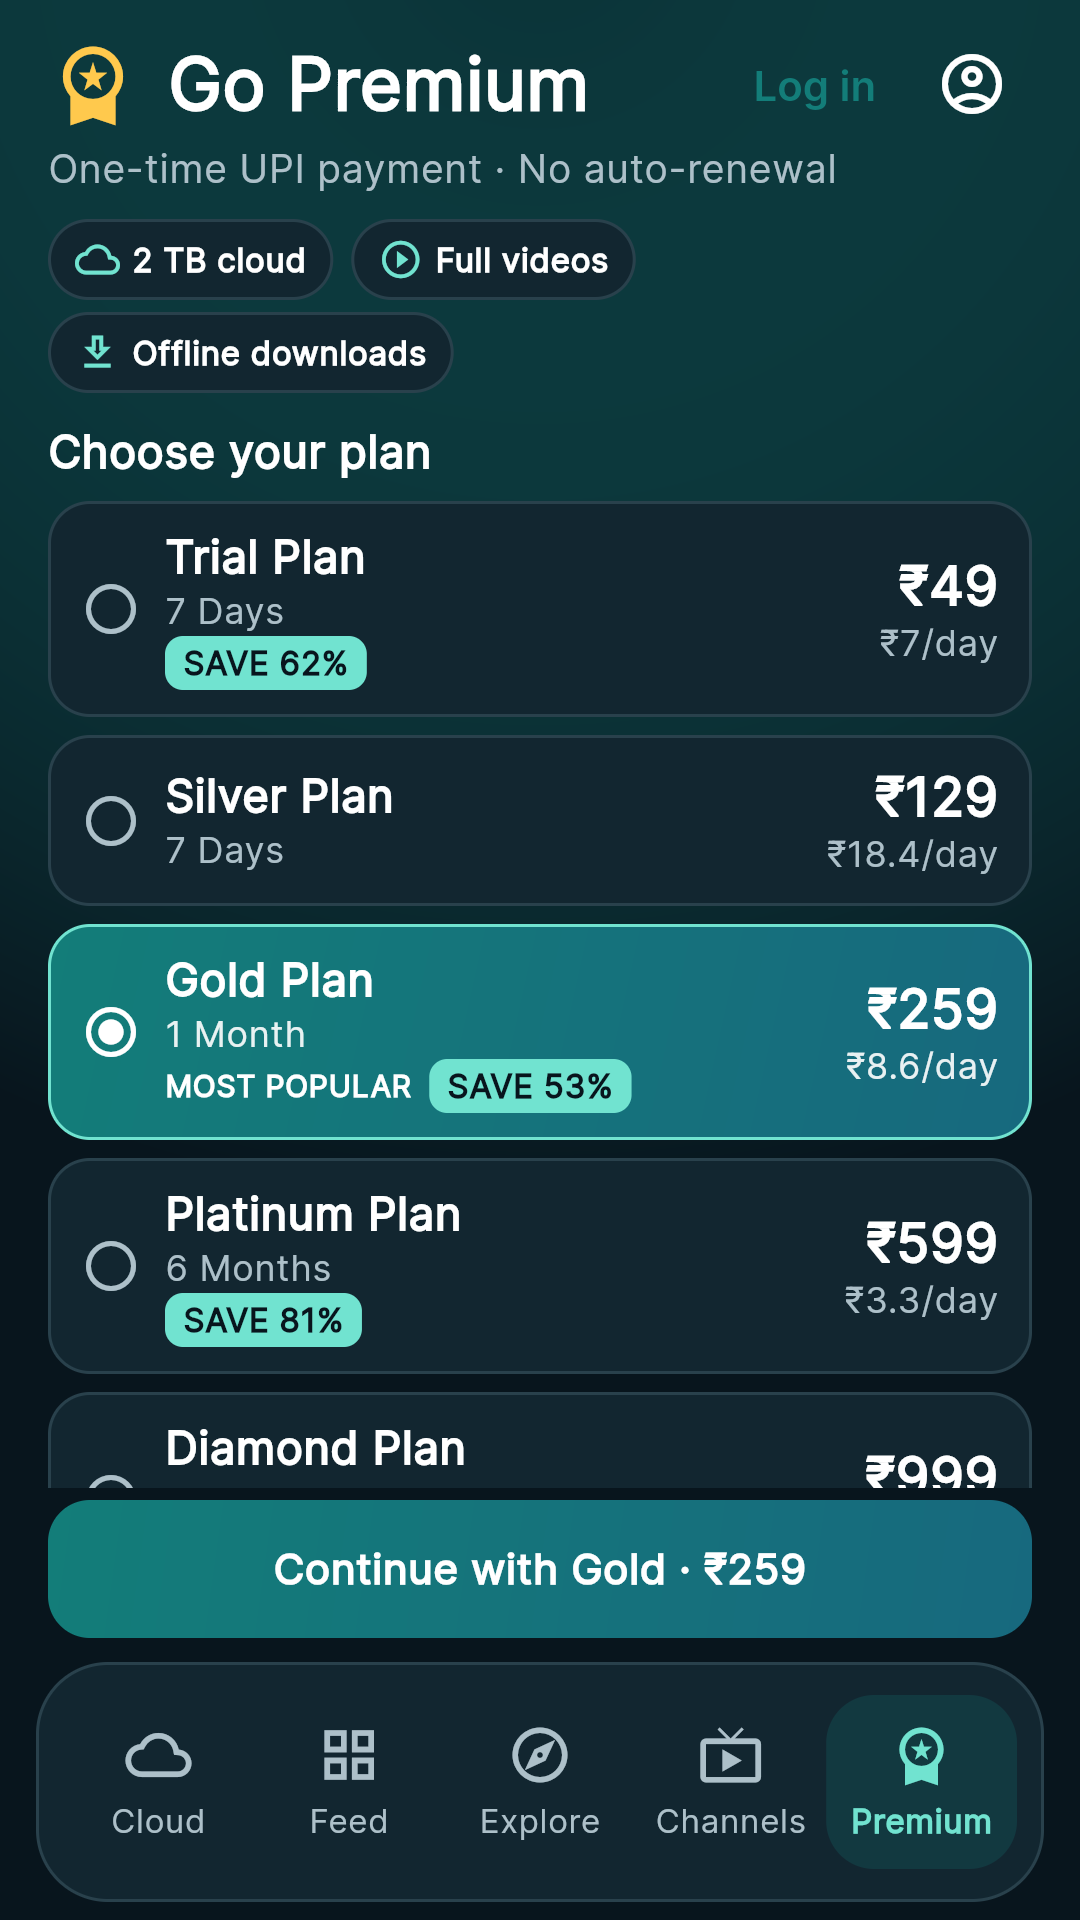 Go Premium
Log in
One-time UPI payment · No auto-renewal
2 TB cloud
Full videos
Offline downloads
Choose your plan
Trial Plan
7 Days
SAVE 62%
₹49
₹7/day
Silver Plan
7 Days
₹129
₹18.4/day
Gold Plan
1 Month
MOST POPULAR
SAVE 53%
₹259
₹8.6/day
Platinum Plan
6 Months
SAVE 81%
₹599
₹3.3/day
Diamond Plan
₹999
Continue with Gold · ₹259
Cloud
Feed
Explore
Channels
Premium